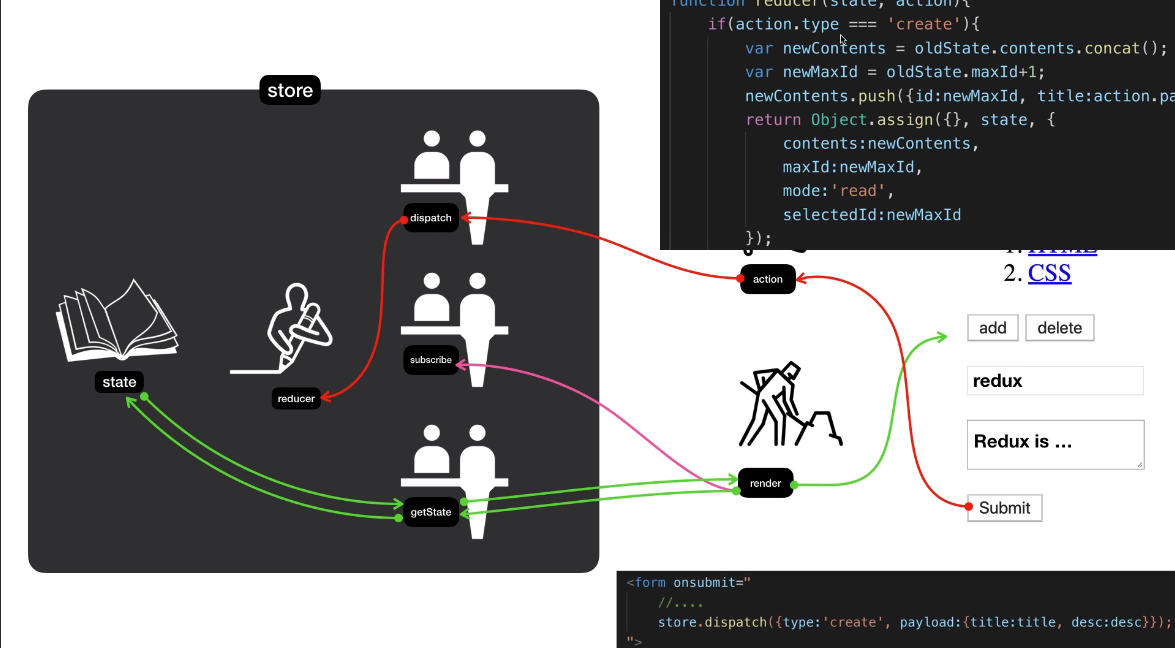 function reducer(state, action){
if(action.type === 'create'){
var newContents = oldState.contents.concat();
var newMaxId = oldState.maxId+1;
newContents.push({id:newMaxId, title:action.pa
return Object.assign({}, state, {
contents:newContents,
maxId:newMaxId,
mode:'read',
selectedId:newMaxId
});
store
dispatch
subscribe
state
reducer
getState
action
render
1. HTML
2. CSS
add delete
redux
Redux is ...
Submit
<form onsubmit="
//....
store.dispatch({type:'create', payload:{title:title, desc:desc}});
">